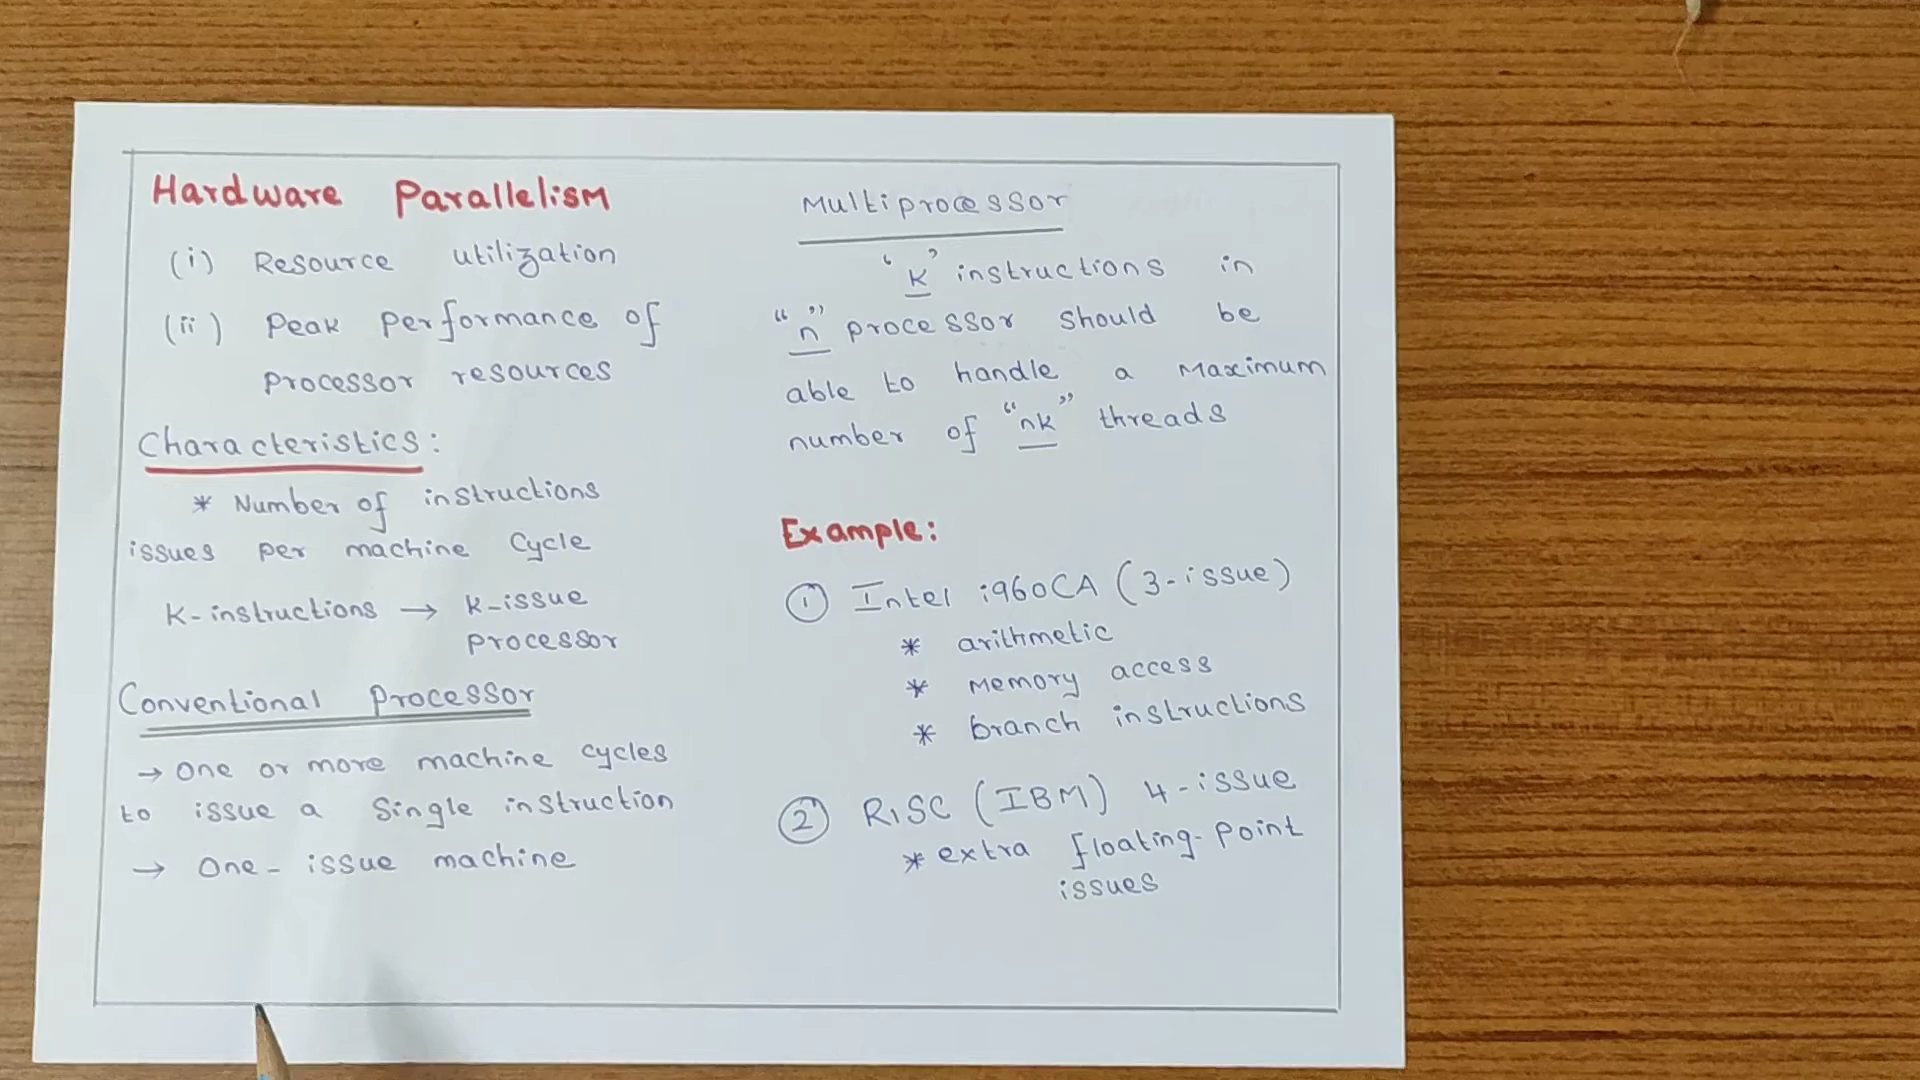 Hardware Parallelism
(i) Resource utilization
(ii) Peak performance of
processor resources
Characteristics:
* Number of instructions
issues per machine cycle
K-instructions → K-issue
processor
Conventional Processor
→ One or more machine cycles
to issue a single instruction
→ One-issue machine
Multiprocessor
'K' instructions in
"n" processor should be
able to handle a maximum
number of "nk" threads
Example:
① Intel i960CA (3-issue)
* arithmetic
* memory access
* branch instructions
② RISC (IBM) 4-issue
* extra floating-point
issues